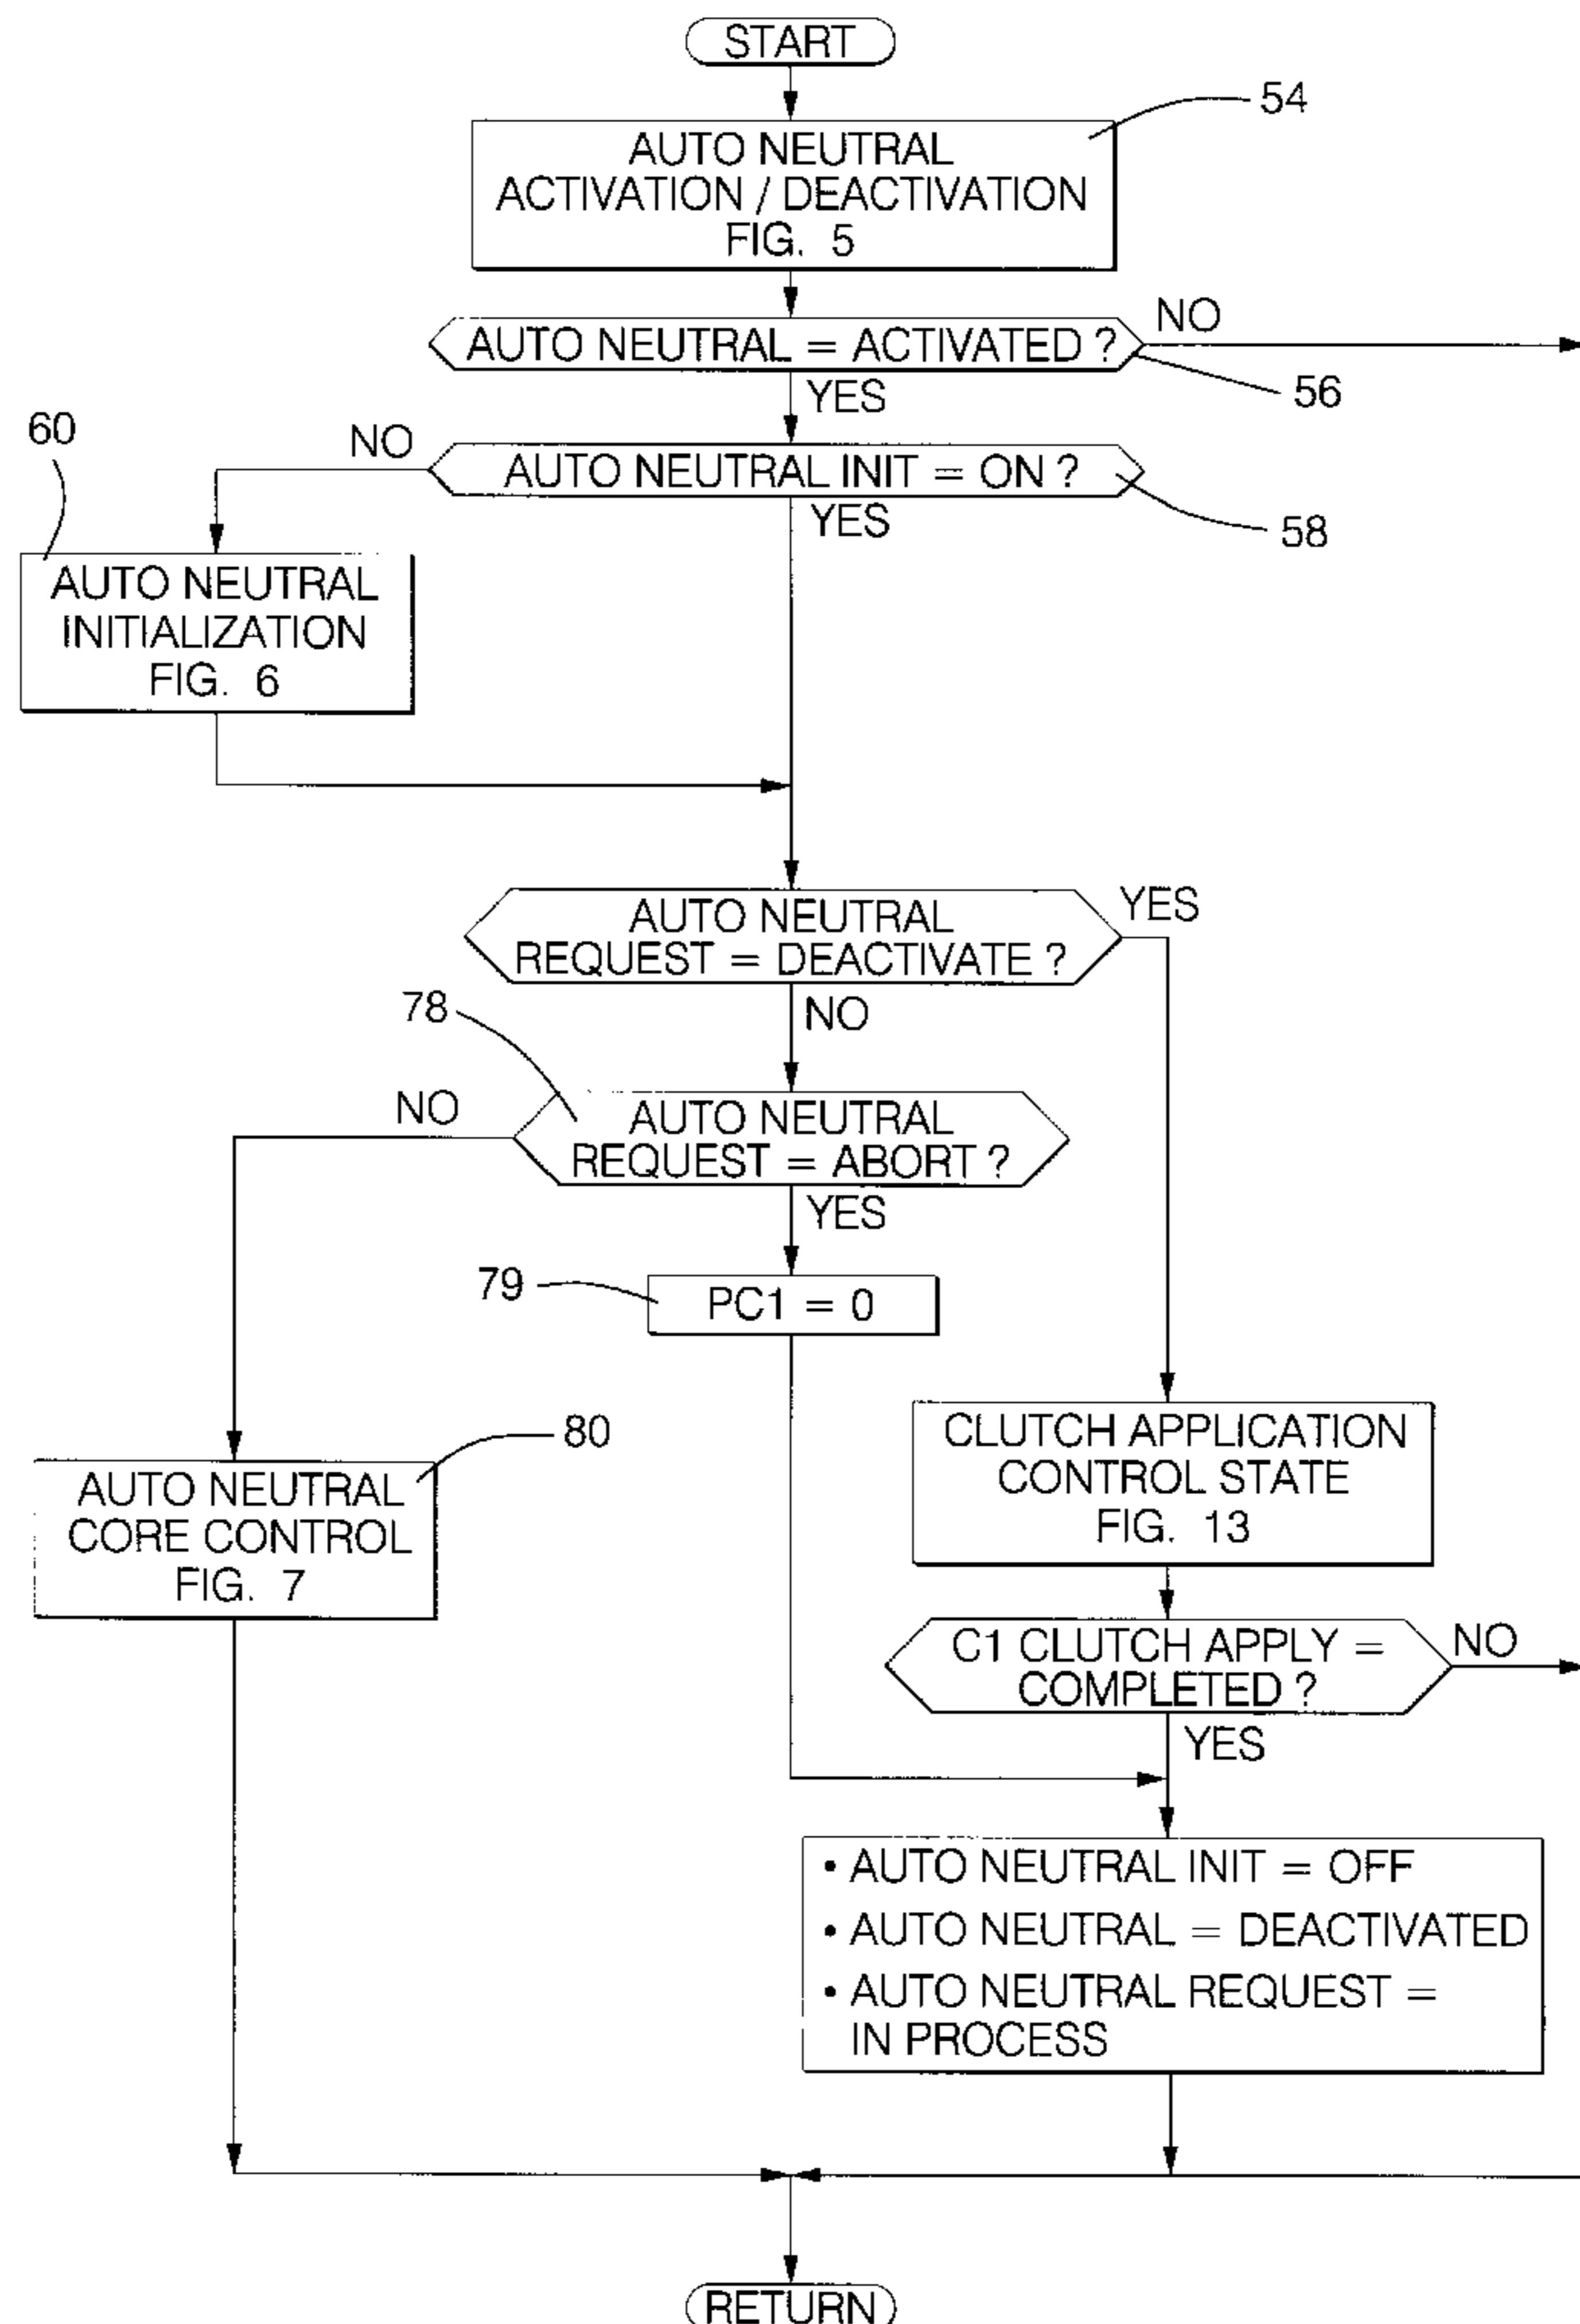 START
54
AUTO NEUTRAL
ACTIVATION / DEACTIVATION
FIG. 5
AUTO NEUTRAL = ACTIVATED ?
NO
56
YES
60
NO
AUTO NEUTRAL INIT = ON ?
58
YES
AUTO NEUTRAL
INITIALIZATION
FIG. 6
AUTO NEUTRAL
REQUEST = DEACTIVATE ?
YES
NO
78
NO
AUTO NEUTRAL
REQUEST = ABORT ?
YES
79
PC1 = 0
80
AUTO NEUTRAL
CORE CONTROL
FIG. 7
CLUTCH APPLICATION
CONTROL STATE
FIG. 13
C1 CLUTCH APPLY =
COMPLETED ?
NO
YES
• AUTO NEUTRAL INIT = OFF
• AUTO NEUTRAL = DEACTIVATED
• AUTO NEUTRAL REQUEST =
IN PROCESS
RETURN